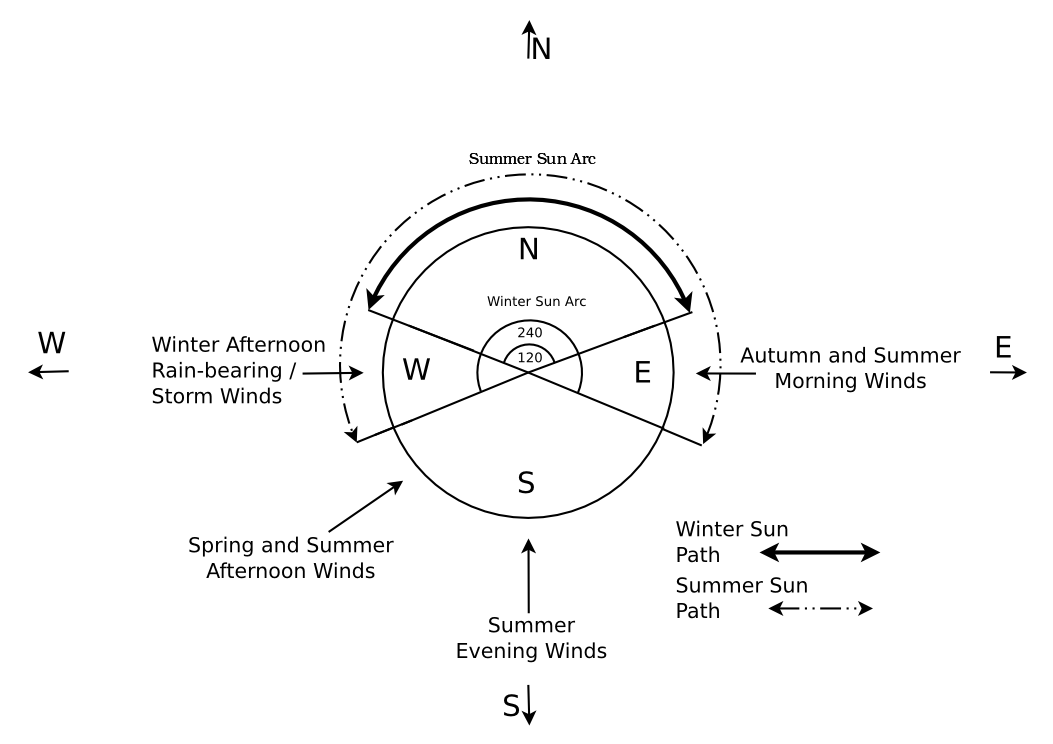 N
Summer Sun Arc
N
Winter Sun Arc
240
120
W
Winter Afternoon
Rain-bearing /
Storm Winds
W
E
Autumn and Summer
Morning Winds
E
S
Spring and Summer
Afternoon Winds
Winter Sun
Path
Summer Sun
Path
Summer
Evening Winds
S